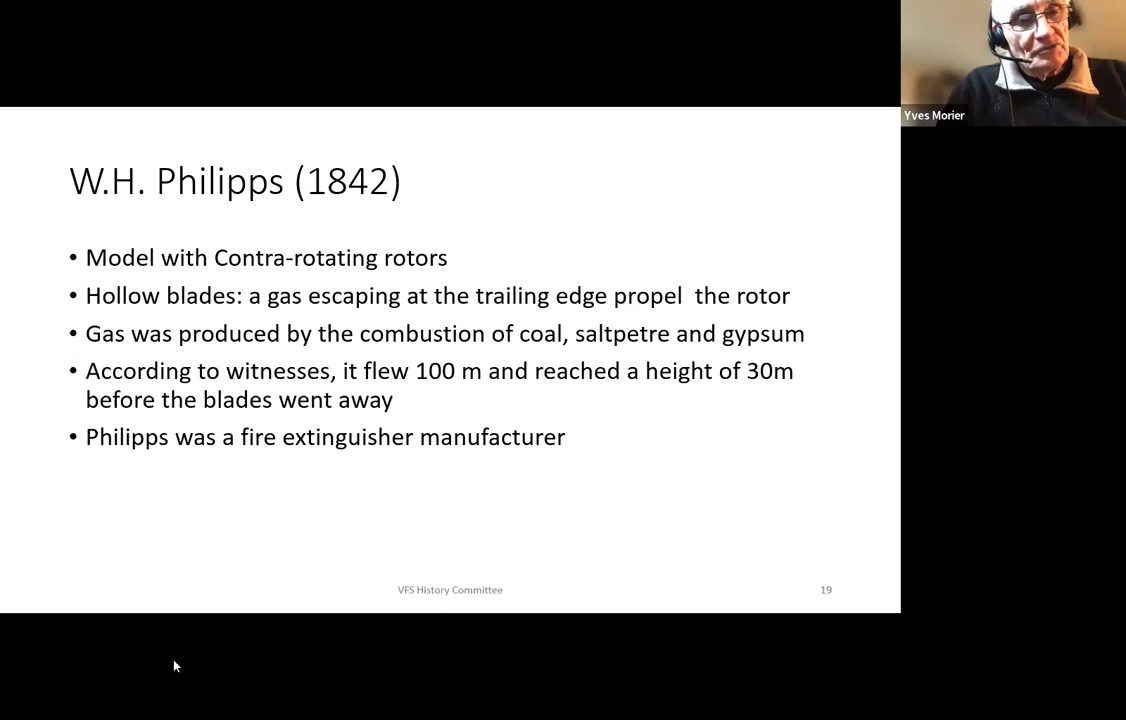 Yves Morier
W.H. Philipps (1842)
• Model with Contra-rotating rotors
• Hollow blades: a gas escaping at the trailing edge propel  the rotor
• Gas was produced by the combustion of coal, saltpetre and gypsum
• According to witnesses, it flew 100 m and reached a height of 30m
before the blades went away
• Philipps was a fire extinguisher manufacturer
VFS History Committee
19